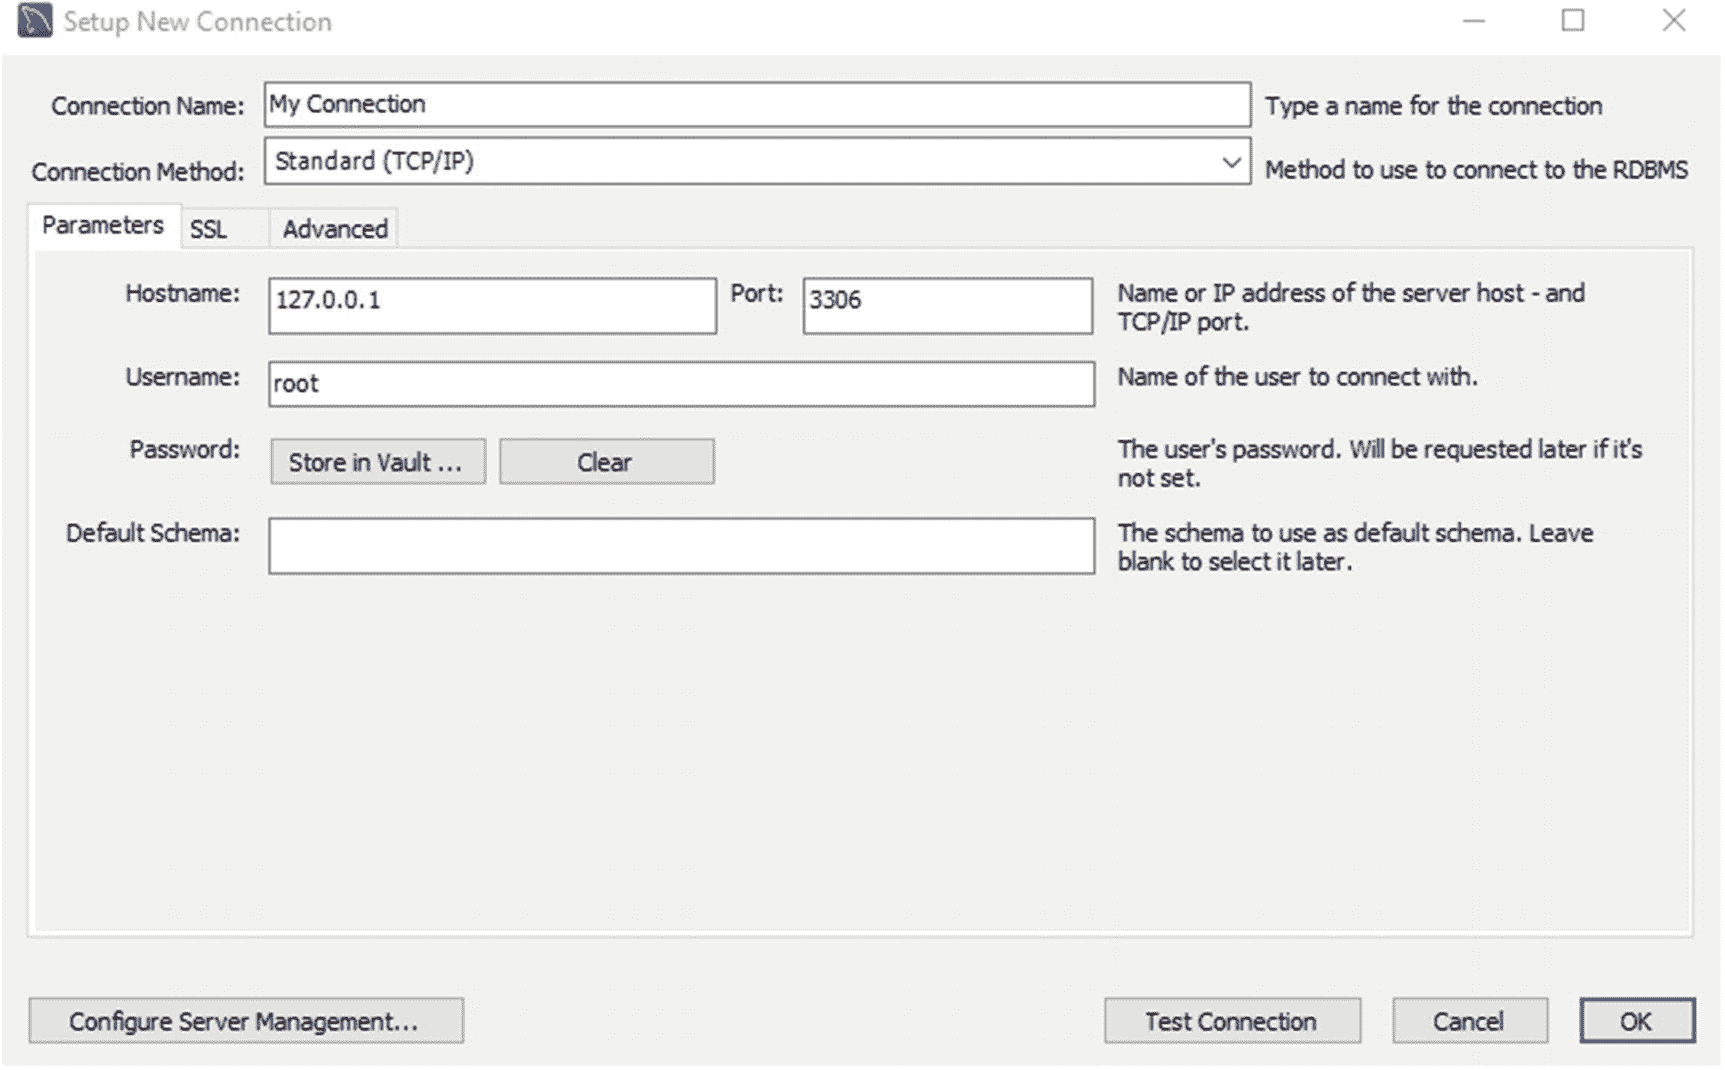 Setup New Connection
Connection Name: My Connection Type a name for the connection
Connection Method: Standard (TCP/IP) Method to use to connect to the RDBMS
Parameters SSL Advanced
Hostname: 127.0.0.1 Port: 3306 Name or IP address of the server host - and
TCP/IP port.
Username: root Name of the user to connect with.
Password: Store in Vault ... Clear The user's password. Will be requested later if it's
not set.
Default Schema: The schema to use as default schema. Leave
blank to select it later.
Configure Server Management... Test Connection Cancel OK